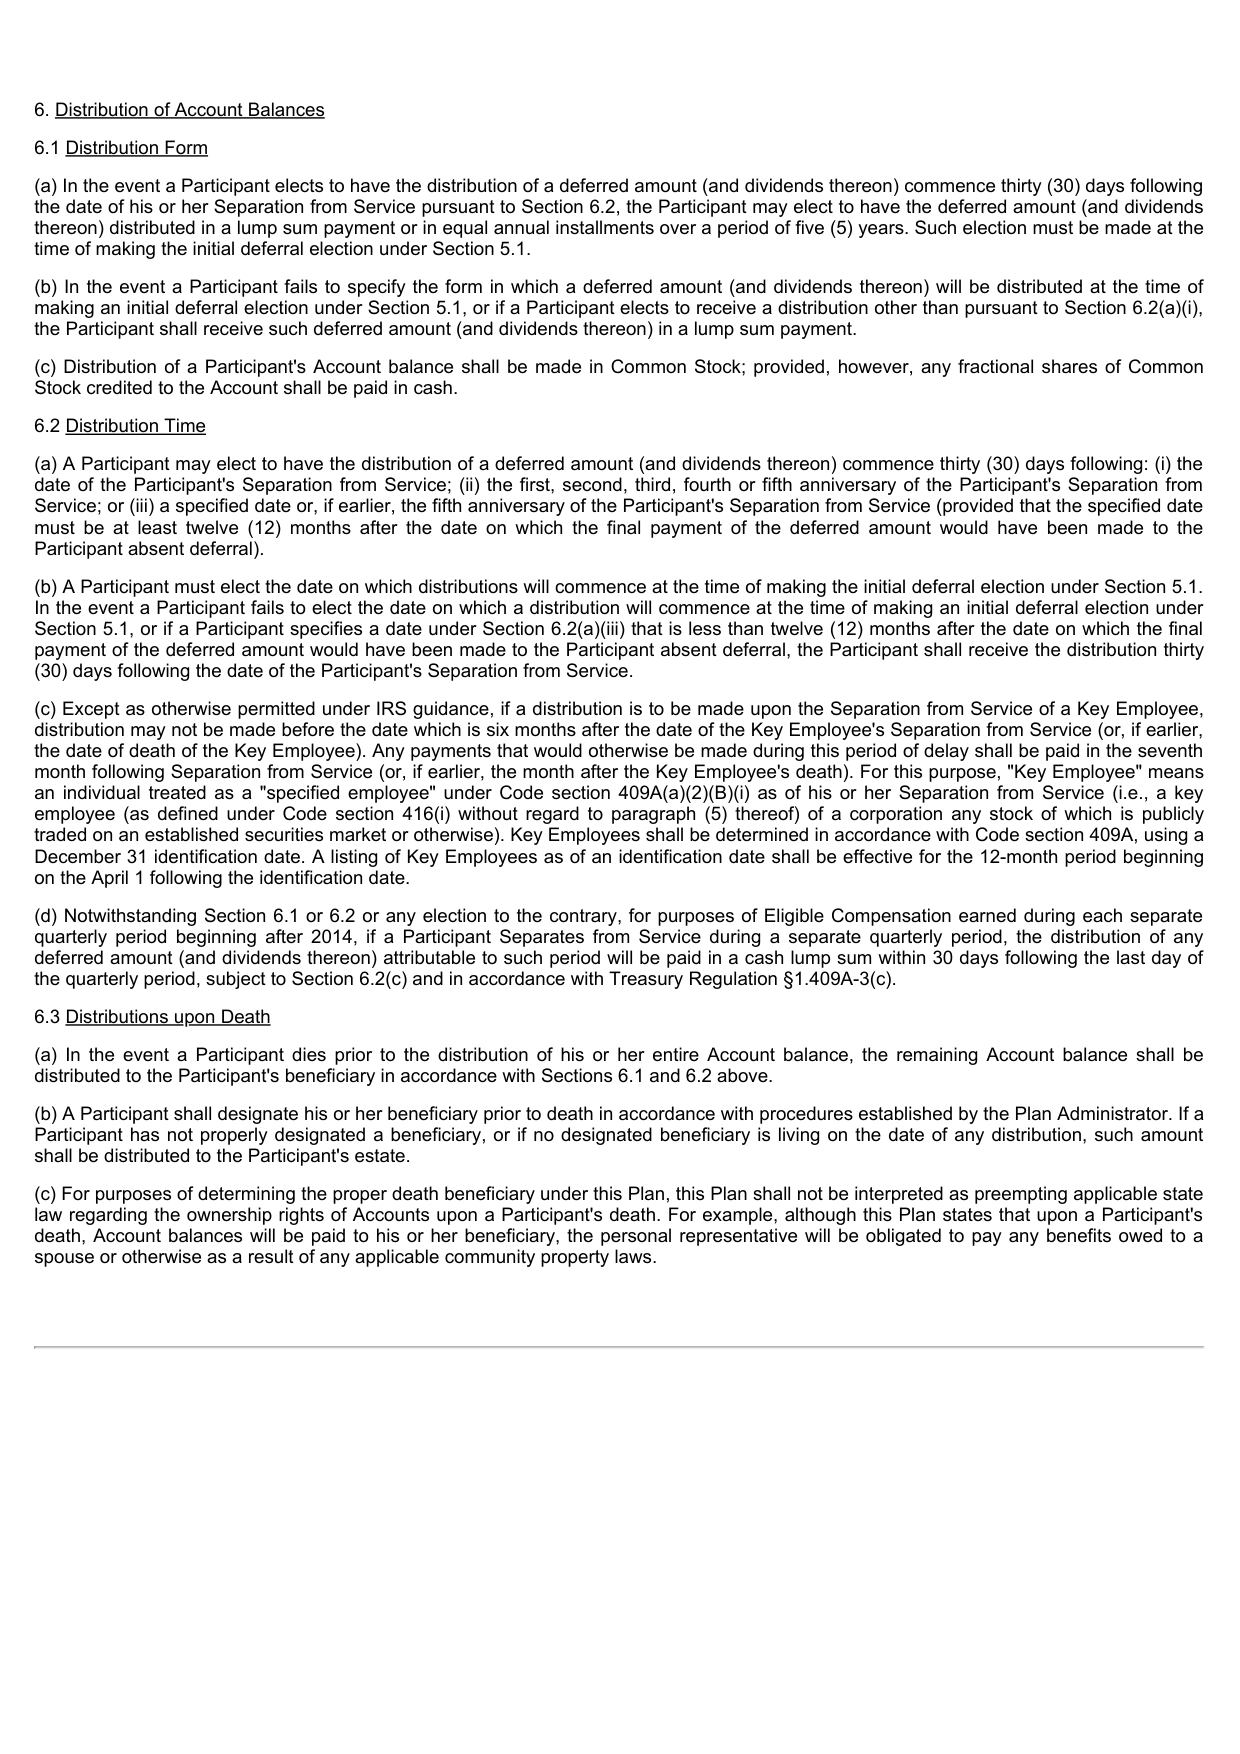 6. Distribution of Account Balances
6.1 Distribution Form
(a) In the event a Participant elects to have the distribution of a deferred amount (and dividends thereon) commence thirty (30) days following
the date of his or her Separation from Service pursuant to Section 6.2, the Participant may elect to have the deferred amount (and dividends
thereon) distributed in a lump sum payment or in equal annual installments over a period of five (5) years. Such election must be made at the
time of making the initial deferral election under Section 5.1.
(b) In the event a Participant fails to specify the form in which a deferred amount (and dividends thereon) will be distributed at the time of
making an initial deferral election under Section 5.1, or if a Participant elects to receive a distribution other than pursuant to Section 6.2(a)(i),
the Participant shall receive such deferred amount (and dividends thereon) in a lump sum payment.
(c) Distribution of a Participant's Account balance shall be made in Common Stock; provided, however, any fractional shares of Common
Stock credited to the Account shall be paid in cash.
6.2 Distribution Time
(a) A Participant may elect to have the distribution of a deferred amount (and dividends thereon) commence thirty (30) days following: (i) the
date of the Participant's Separation from Service; (ii) the first, second, third, fourth or fifth anniversary of the Participant's Separation from
Service; or (iii) a specified date or, if earlier, the fifth anniversary of the Participant's Separation from Service (provided that the specified date
must be at least twelve (12) months after the date on which the final payment of the deferred amount would have been made to the
Participant absent deferral).
(b) A Participant must elect the date on which distributions will commence at the time of making the initial deferral election under Section 5.1.
In the event a Participant fails to elect the date on which a distribution will commence at the time of making an initial deferral election under
Section 5.1, or if a Participant specifies a date under Section 6.2(a)(iii) that is less than twelve (12) months after the date on which the final
payment of the deferred amount would have been made to the Participant absent deferral, the Participant shall receive the distribution thirty
(30) days following the date of the Participant's Separation from Service.
(c) Except as otherwise permitted under IRS guidance, if a distribution is to be made upon the Separation from Service of a Key Employee,
distribution may not be made before the date which is six months after the date of the Key Employee's Separation from Service (or, if earlier,
the date of death of the Key Employee). Any payments that would otherwise be made during this period of delay shall be paid in the seventh
month following Separation from Service (or, if earlier, the month after the Key Employee's death). For this purpose, "Key Employee" means
an individual treated as a "specified employee" under Code section 409A(a)(2)(B)(i) as of his or her Separation from Service (i.e., a key
employee (as defined under Code section 416(i) without regard to paragraph (5) thereof) of a corporation any stock of which is publicly
traded on an established securities market or otherwise). Key Employees shall be determined in accordance with Code section 409A, using a
December 31 identification date. A listing of Key Employees as of an identification date shall be effective for the 12-month period beginning
on the April 1 following the identification date.
(d) Notwithstanding Section 6.1 or 6.2 or any election to the contrary, for purposes of Eligible Compensation earned during each separate
quarterly period beginning after 2014, if a Participant Separates from Service during a separate quarterly period, the distribution of any
deferred amount (and dividends thereon) attributable to such period will be paid in a cash lump sum within 30 days following the last day of
the quarterly period, subject to Section 6.2(c) and in accordance with Treasury Regulation §1.409A-3(c).
6.3 Distributions upon Death
(a) In the event a Participant dies prior to the distribution of his or her entire Account balance, the remaining Account balance shall be
distributed to the Participant's beneficiary in accordance with Sections 6.1 and 6.2 above.
(b) A Participant shall designate his or her beneficiary prior to death in accordance with procedures established by the Plan Administrator. If a
Participant has not properly designated a beneficiary, or if no designated beneficiary is living on the date of any distribution, such amount
shall be distributed to the Participant's estate.
(c) For purposes of determining the proper death beneficiary under this Plan, this Plan shall not be interpreted as preempting applicable state
law regarding the ownership rights of Accounts upon a Participant's death. For example, although this Plan states that upon a Participant's
death, Account balances will be paid to his or her beneficiary, the personal representative will be obligated to pay any benefits owed to a
spouse or otherwise as a result of any applicable community property laws.